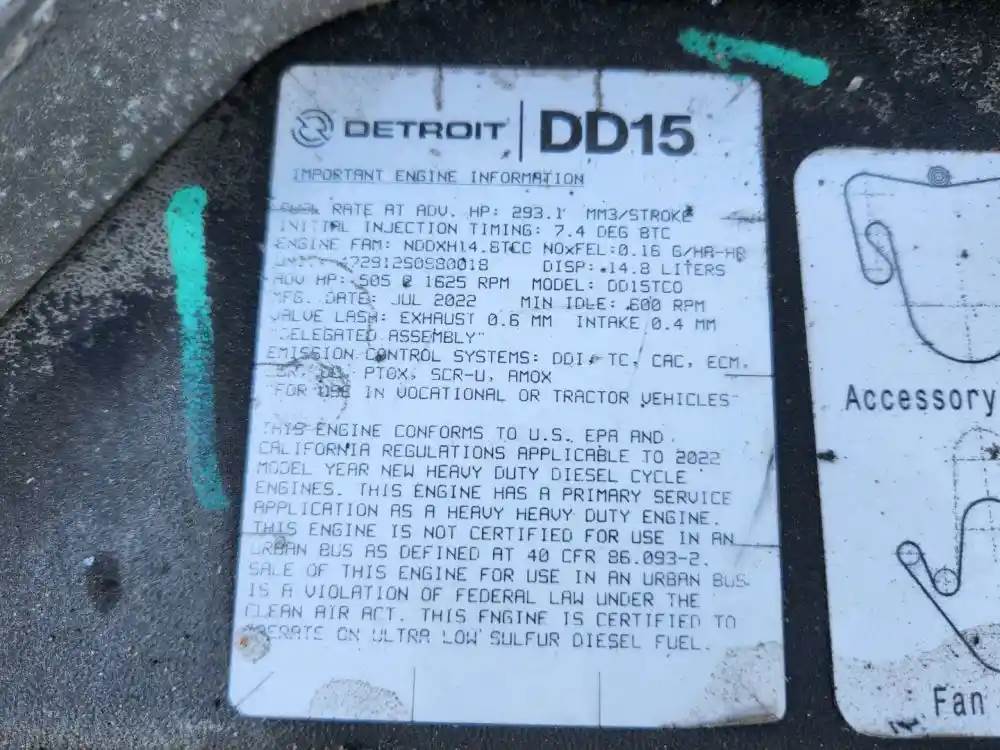 DETROIT DD15
IMPORTANT ENGINE INFORMATION
FUEL RATE AT ADV. HP: 293.1 MM3/STROKE
INITIAL INJECTION TIMING: 7.4 DEG BTC
ENGINE FAM: NDDXH14.8TCC NOxFEL:0.16 G/HR-HR
DISP: 14.8 LITERS
ADV HP: 505 @ 1625 RPM MODEL: DD15TCO
MFG. DATE: JUL 2022 MIN IDLE: 600 RPM
VALVE LASH: EXHAUST 0.6 MM INTAKE 0.4 MM
"DELEGATED ASSEMBLY"
EMISSION CONTROL SYSTEMS: DDI, TC, CAC, ECM,
PTOX, SCR-U, AMOX
"FOR USE IN VOCATIONAL OR TRACTOR VEHICLES"
THIS ENGINE CONFORMS TO U.S. EPA AND
CALIFORNIA REGULATIONS APPLICABLE TO 2022
MODEL YEAR NEW HEAVY DUTY DIESEL CYCLE
ENGINES. THIS ENGINE HAS A PRIMARY SERVICE
APPLICATION AS A HEAVY HEAVY DUTY ENGINE.
THIS ENGINE IS NOT CERTIFIED FOR USE IN AN
URBAN BUS AS DEFINED AT 40 CFR 86.093-2.
SALE OF THIS ENGINE FOR USE IN AN URBAN BUS
IS A VIOLATION OF FEDERAL LAW UNDER THE
CLEAN AIR ACT. THIS ENGINE IS CERTIFIED TO
OPERATE ON ULTRA LOW SULFUR DIESEL FUEL.
Accessory
Fan